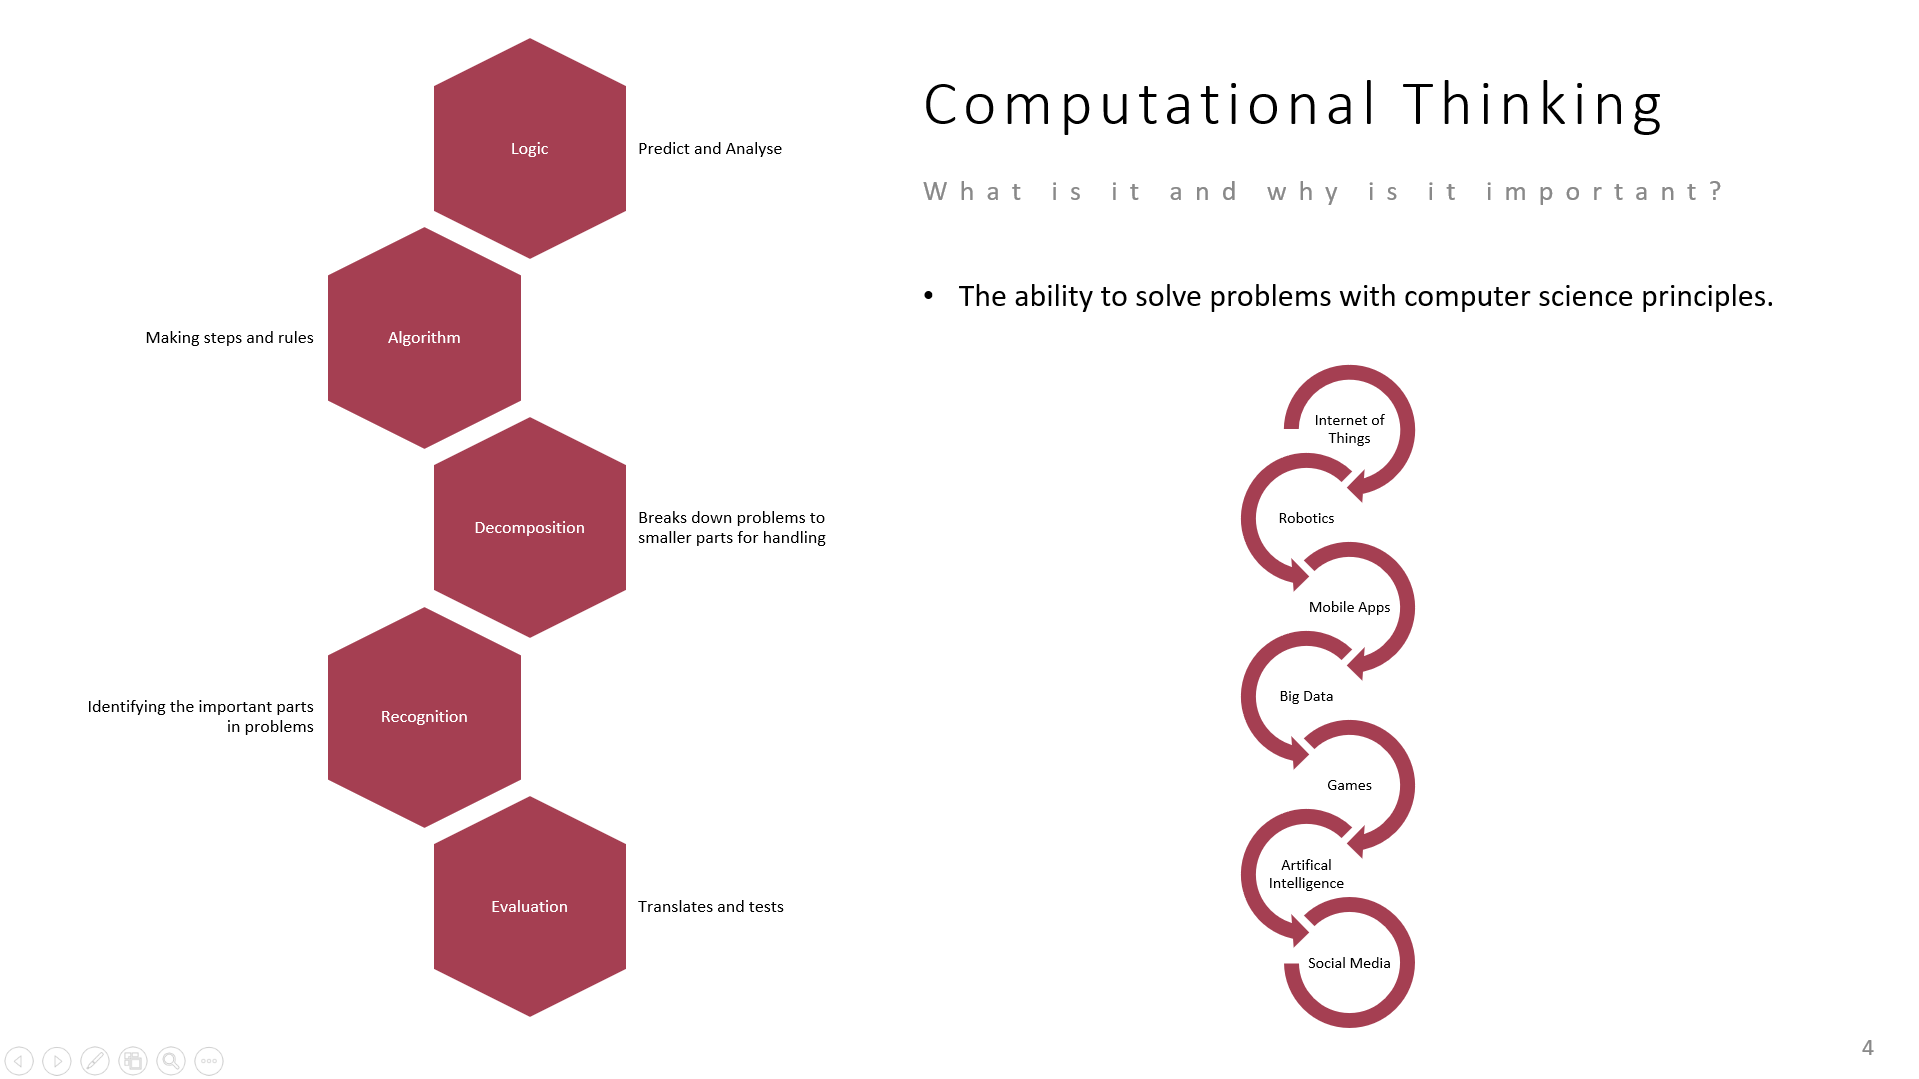 Computational Thinking
What is it and why is it important?
• The ability to solve problems with computer science principles.
Logic
Predict and Analyse
Algorithm
Making steps and rules
Decomposition
Breaks down problems to
smaller parts for handling
Recognition
Identifying the important parts
in problems
Evaluation
Translates and tests
Internet of
Things
Robotics
Mobile Apps
Big Data
Games
Artifical
Intelligence
Social Media
4